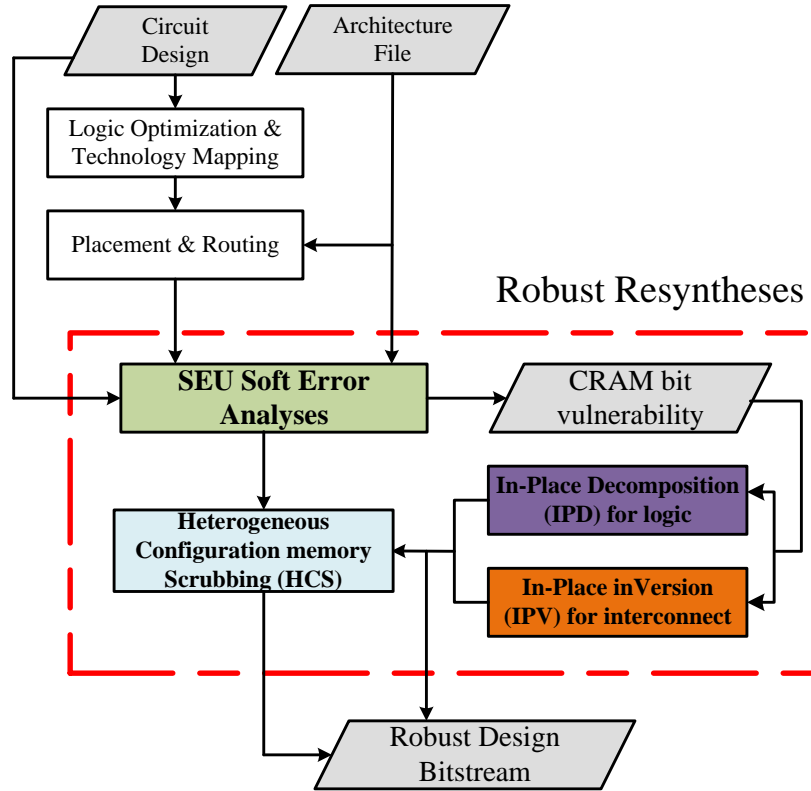 Circuit
Design
Architecture
File
Logic Optimization &
Technology Mapping
Placement & Routing
Robust Resyntheses
SEU Soft Error
Analyses
CRAM bit
vulnerability
In-Place Decomposition
(IPD) for logic
Heterogeneous
Configuration memory
Scrubbing (HCS)
In-Place inVersion
(IPV) for interconnect
Robust Design
Bitstream